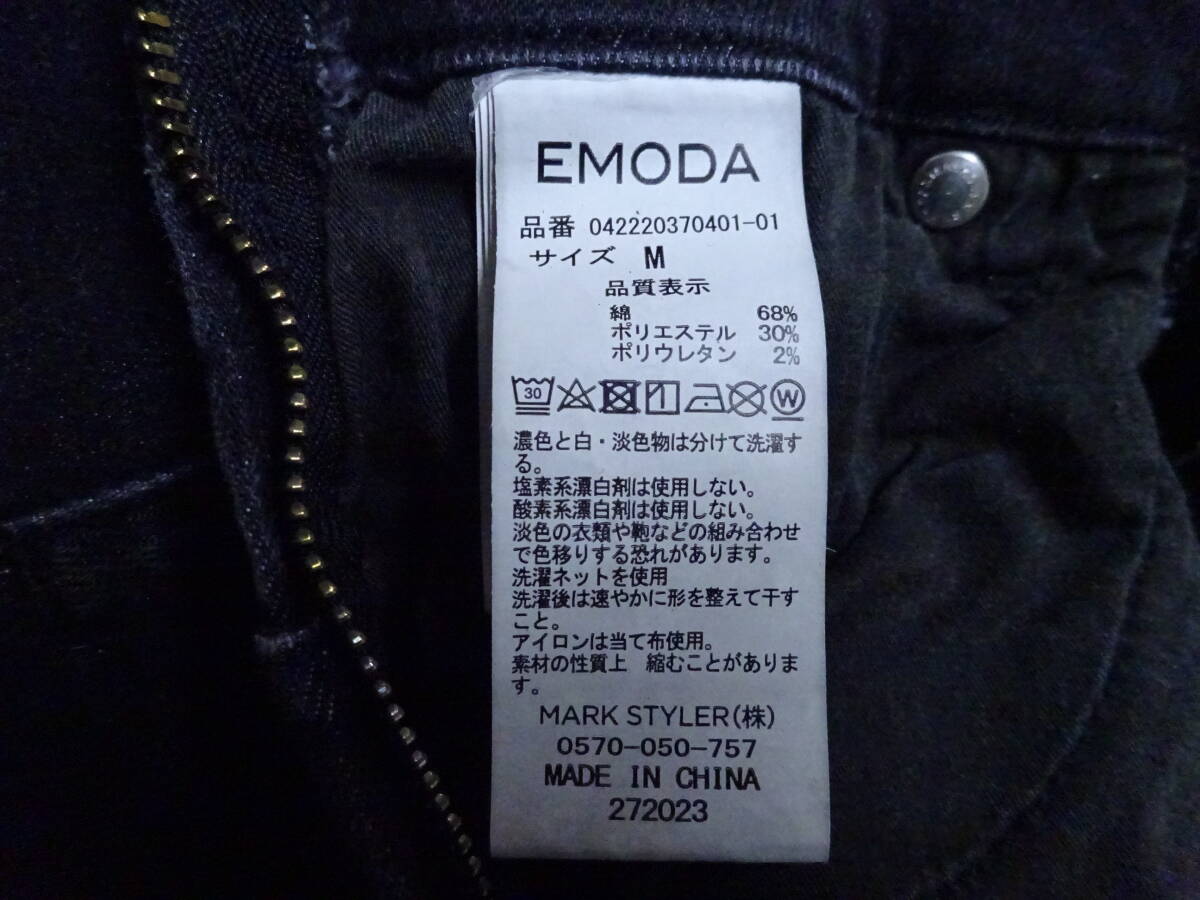 EMODA
品番 042220370401-01
サイズ M
品質表示
綿 68%
ポリエステル 30%
ポリウレタン 2%
30 W
濃色と白・淡色物は分けて洗濯す
る。
塩素系漂白剤は使用しない。
酸素系漂白剤は使用しない。
淡色の衣類や鞄などの組み合わせ
で色移りする恐れがあります。
洗濯ネットを使用
洗濯後は速やかに形を整えて干す
こと。
アイロンは当て布使用。
素材の性質上 縮むことがありま
す。
MARK STYLER(株)
0570-050-757
MADE IN CHINA
272023